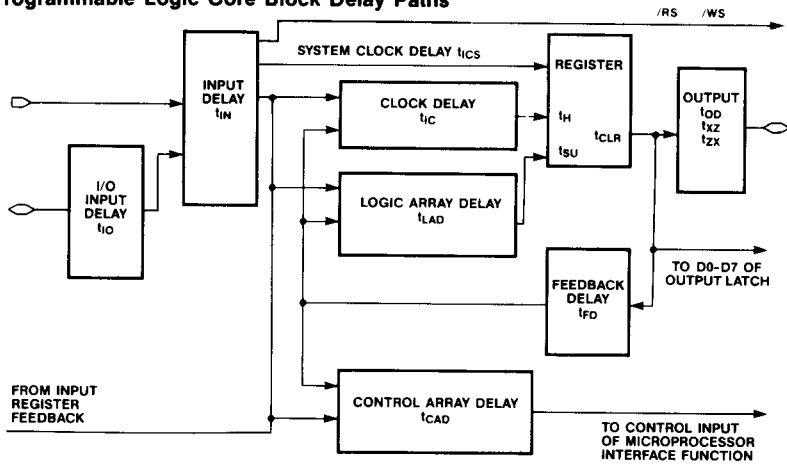 rogrammable Logic Core Block Delay Paths
/RS /WS
SYSTEM CLOCK DELAY tICS
INPUT
DELAY
tIN
REGISTER
tH
tCLR
tSU
OUTPUT
tOD
tXZ
tZX
CLOCK DELAY
tIC
I/O
INPUT
DELAY
tIO
LOGIC ARRAY DELAY
tLAD
TO D0-D7 OF
OUTPUT LATCH
FEEDBACK
DELAY
tFD
FROM INPUT
REGISTER
FEEDBACK
CONTROL ARRAY DELAY
tCAD
TO CONTROL INPUT
OF MICROPROCESSOR
INTERFACE FUNCTION